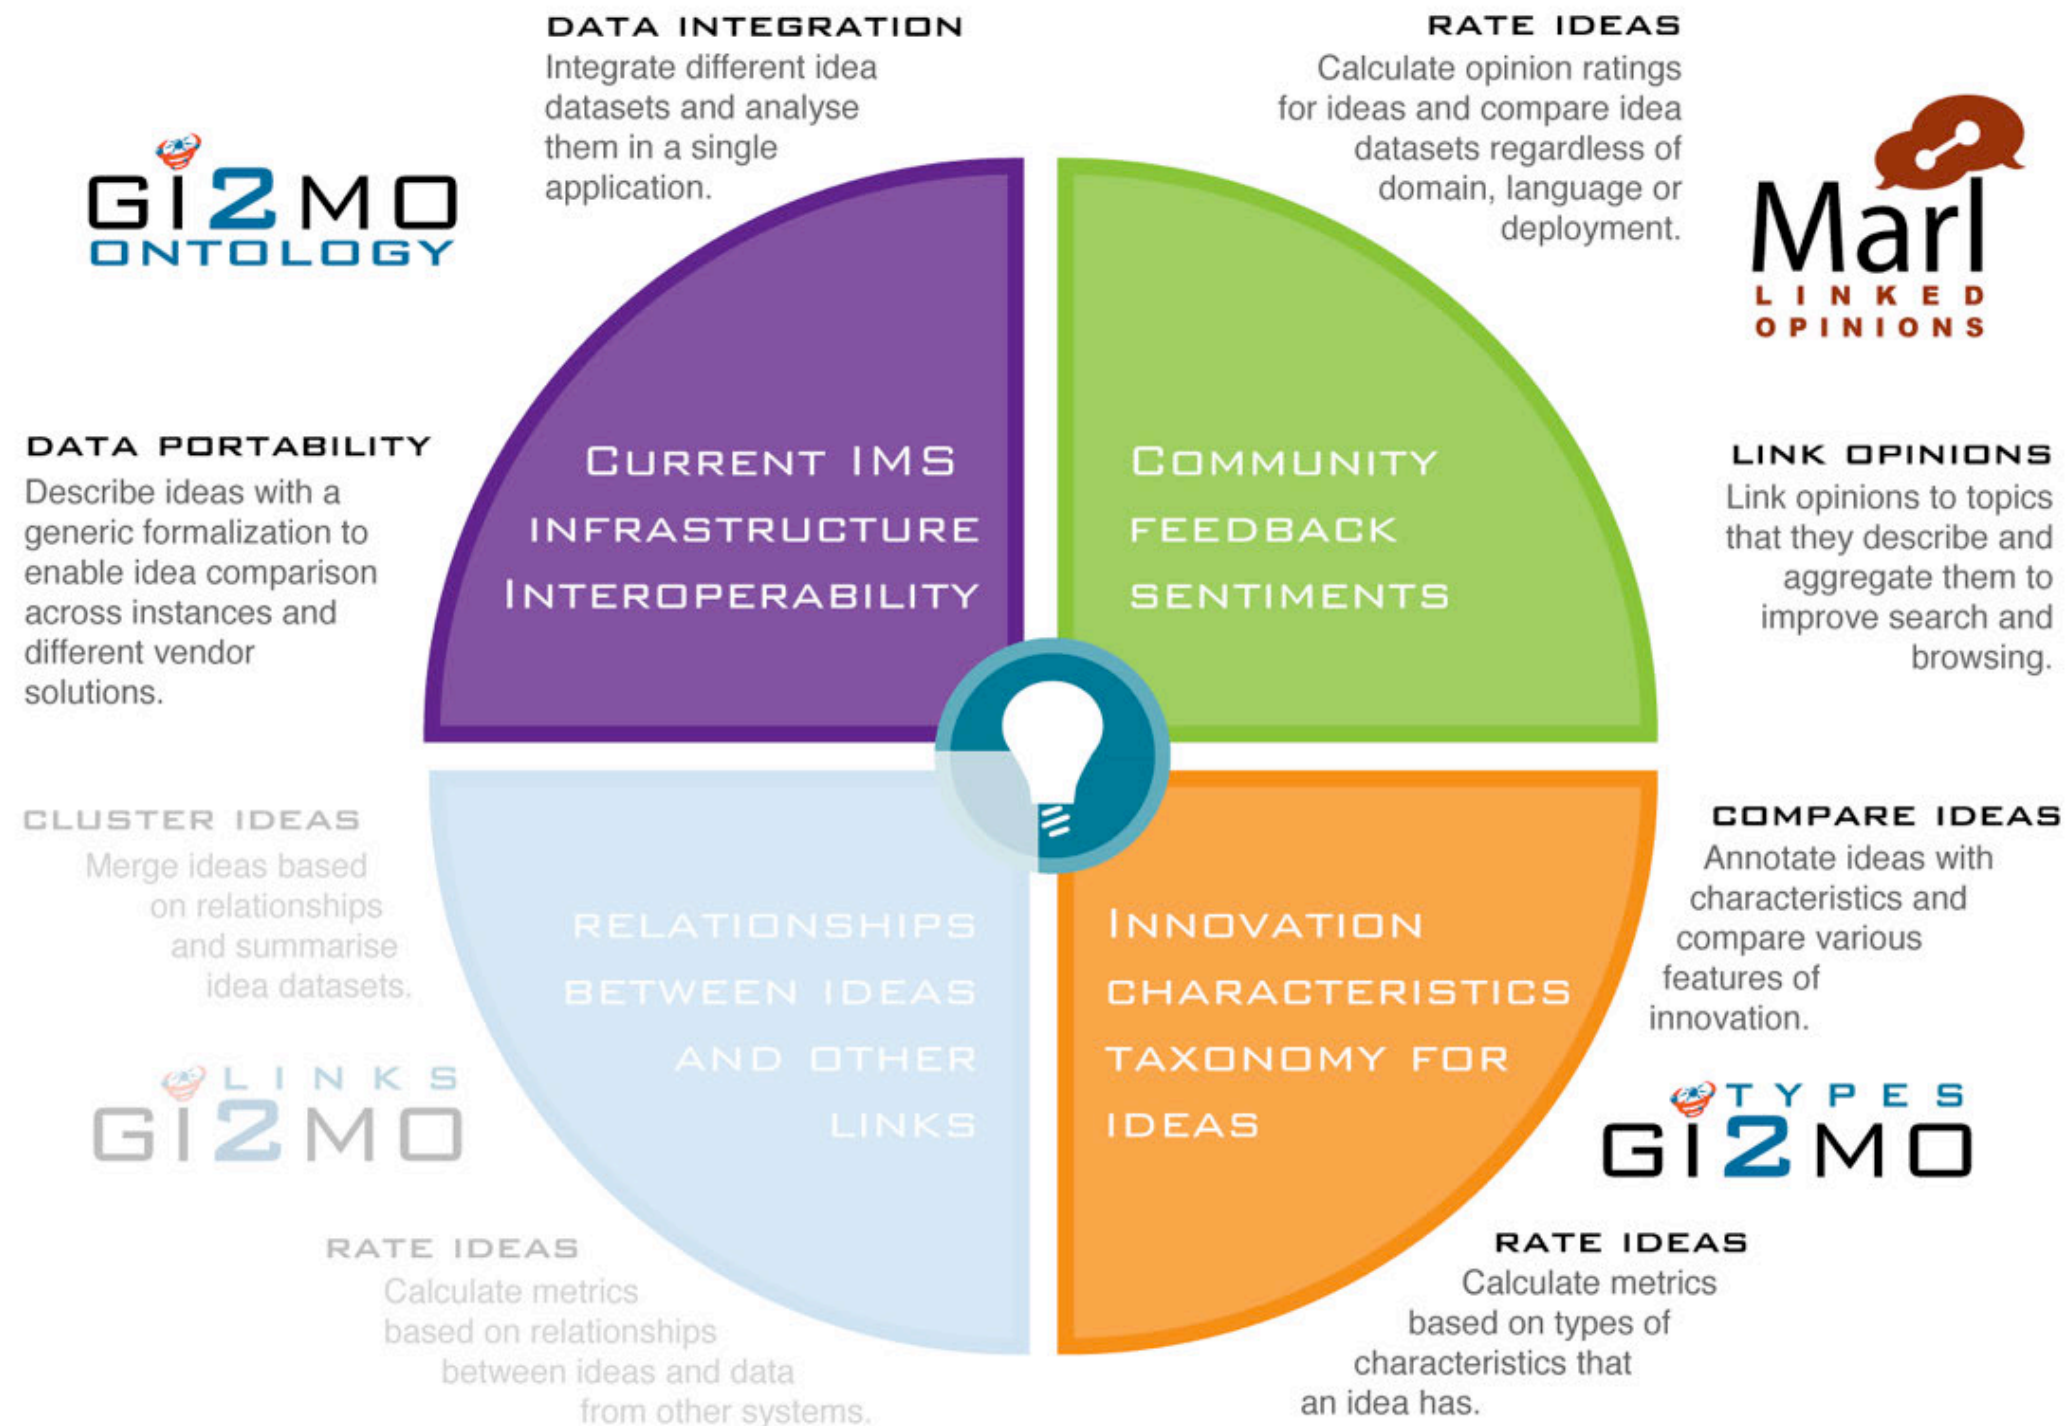 DATA INTEGRATION
Integrate different idea
datasets and analyse
them in a single
application.
RATE IDEAS
Calculate opinion ratings
for ideas and compare idea
datasets regardless of
domain, language or
deployment.
Gi2MO
ONTOLOGY
Marl
LINKED
OPINIONS
DATA PORTABILITY
Describe ideas with a
generic formalization to
enable idea comparison
across instances and
different vendor
solutions.
CURRENT IMS
INFRASTRUCTURE
INTEROPERABILITY
COMMUNITY
FEEDBACK
SENTIMENTS
LINK OPINIONS
Link opinions to topics
that they describe and
aggregate them to
improve search and
browsing.
CLUSTER IDEAS
Merge ideas based
on relationships
and summarise
idea datasets.
LINKS
Gi2MO
RELATIONSHIPS
BETWEEN IDEAS
AND OTHER
LINKS
INNOVATION
CHARACTERISTICS
TAXONOMY FOR
IDEAS
COMPARE IDEAS
Annotate ideas with
characteristics and
compare various
features of
innovation.
TYPES
Gi2MO
RATE IDEAS
Calculate metrics
based on relationships
between ideas and data
from other systems.
RATE IDEAS
Calculate metrics
based on types of
characteristics that
an idea has.